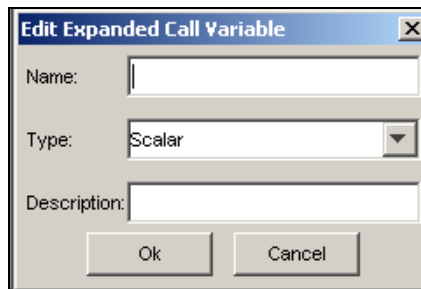 Edit Expanded Call Variable
Name:
Type: Scalar
Description:
Ok Cancel